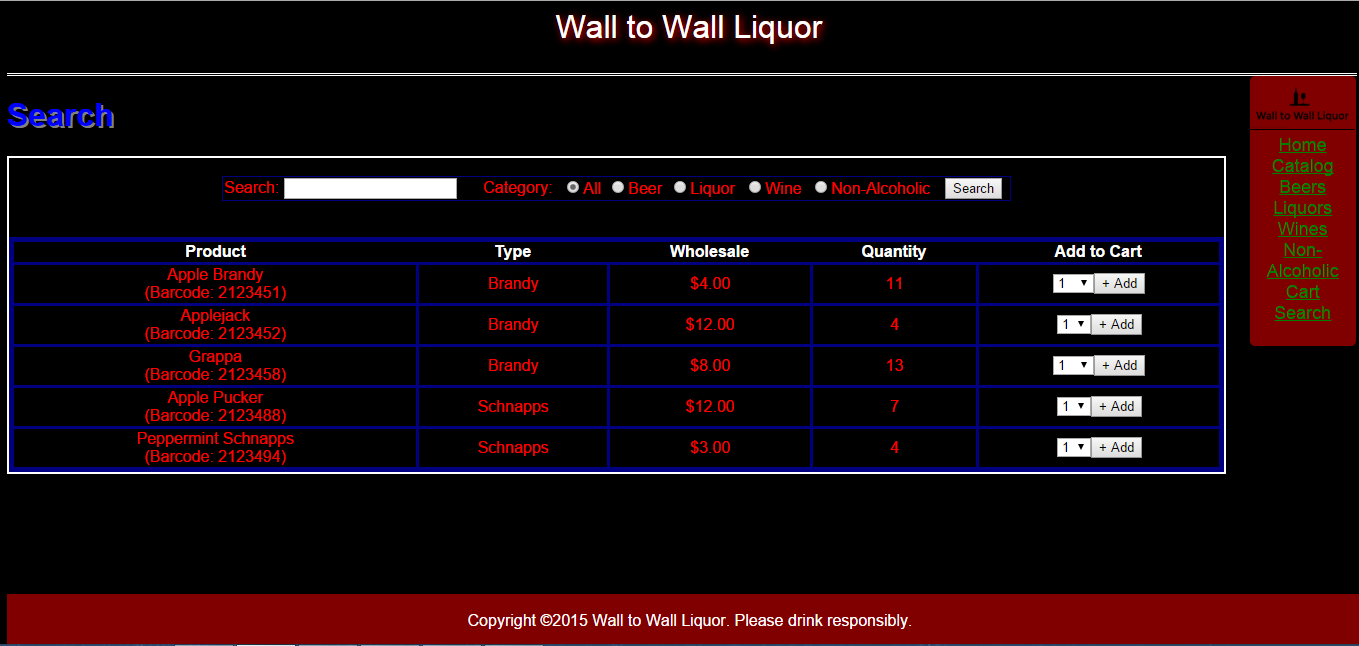 Wall to Wall Liquor
Search
Wall to Wall Liquor
Home
Catalog
Beers
Liquors
Wines
Non-
Alcoholic
Cart
Search
Search: Category: All Beer Liquor Wine Non-Alcoholic Search
Product Type Wholesale Quantity Add to Cart
Apple Brandy
(Barcode: 2123451) Brandy $4.00 11 1 + Add
Applejack
(Barcode: 2123452) Brandy $12.00 4 1 + Add
Grappa
(Barcode: 2123458) Brandy $8.00 13 1 + Add
Apple Pucker
(Barcode: 2123488) Schnapps $12.00 7 1 + Add
Peppermint Schnapps
(Barcode: 2123494) Schnapps $3.00 4 1 + Add
Copyright ©2015 Wall to Wall Liquor. Please drink responsibly.